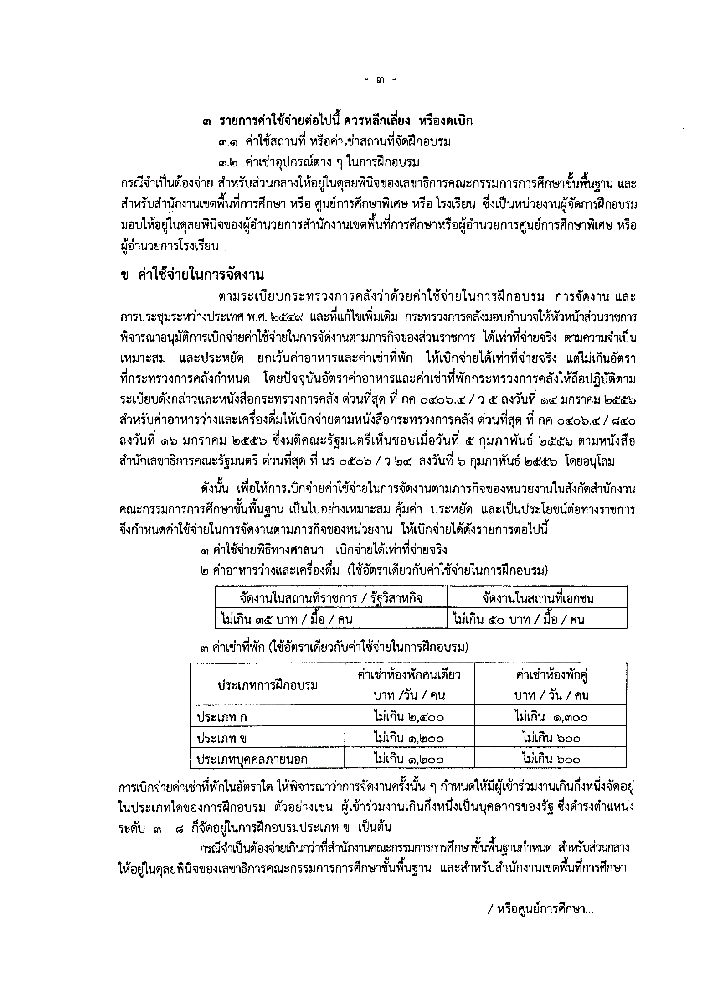 - ๓ -
๓ รายการค่าใช้จ่ายต่อไปนี้ ควรหลีกเลี่ยง หรืองดเบิก
๓.๑ ค่าใช้สถานที่ หรือค่าเช่าสถานที่จัดฝึกอบรม
๓.๒ ค่าเช่าอุปกรณ์ต่าง ๆ ในการฝึกอบรม
กรณีจำเป็นต้องจ่าย สำหรับส่วนกลางให้อยู่ในดุลยพินิจของเลขาธิการคณะกรรมการการศึกษาขั้นพื้นฐาน และ
สำหรับสำนักงานเขตพื้นที่การศึกษา หรือ ศูนย์การศึกษาพิเศษ หรือ โรงเรียน ซึ่งเป็นหน่วยงานผู้จัดการฝึกอบรม
มอบให้อยู่ในดุลยพินิจของผู้อำนวยการสำนักงานเขตพื้นที่การศึกษาหรือผู้อำนวยการศูนย์การศึกษาพิเศษ หรือ
ผู้อำนวยการโรงเรียน
ข ค่าใช้จ่ายในการจัดงาน
ตามระเบียบกระทรวงการคลังว่าด้วยค่าใช้จ่ายในการฝึกอบรม การจัดงาน และ
การประชุมระหว่างประเทศ พ.ศ. ๒๕๔๙ และที่แก้ไขเพิ่มเติม กระทรวงการคลังมอบอำนาจให้หัวหน้าส่วนราชการ
พิจารณาอนุมัติการเบิกจ่ายค่าใช้จ่ายในการจัดงานตามภารกิจของส่วนราชการ ได้เท่าที่จ่ายจริง ตามความจำเป็น
เหมาะสม และประหยัด ยกเว้นค่าอาหารและค่าเช่าที่พัก ให้เบิกจ่ายได้เท่าที่จ่ายจริง แต่ไม่เกินอัตรา
ที่กระทรวงการคลังกำหนด โดยปัจจุบันอัตราค่าอาหารและค่าเช่าที่พักกระทรวงการคลังให้ถือปฏิบัติตาม
ระเบียบดังกล่าวและหนังสือกระทรวงการคลัง ด่วนที่สุด ที่ กค ๐๔๐๖.๔ / ว ๕ ลงวันที่ ๑๔ มกราคม ๒๕๕๖
สำหรับค่าอาหารว่างและเครื่องดื่มให้เบิกจ่ายตามหนังสือกระทรวงการคลัง ด่วนที่สุด ที่ กค ๐๔๐๖.๔ / ๘๔๐
ลงวันที่ ๑๖ มกราคม ๒๕๕๖ ซึ่งมติคณะรัฐมนตรีเห็นชอบเมื่อวันที่ ๕ กุมภาพันธ์ ๒๕๕๖ ตามหนังสือ
สำนักเลขาธิการคณะรัฐมนตรี ด่วนที่สุด ที่ นร ๐๕๐๖ / ว ๒๔ ลงวันที่ ๖ กุมภาพันธ์ ๒๕๕๖ โดยอนุโลม
ดังนั้น เพื่อให้การเบิกจ่ายค่าใช้จ่ายในการจัดงานตามภารกิจของหน่วยงานในสังกัดสำนักงาน
คณะกรรมการการศึกษาขั้นพื้นฐาน เป็นไปอย่างเหมาะสม คุ้มค่า ประหยัด และเป็นประโยชน์ต่อทางราชการ
จึงกำหนดค่าใช้จ่ายในการจัดงานตามภารกิจของหน่วยงาน ให้เบิกจ่ายได้ดังรายการต่อไปนี้
๑ ค่าใช้จ่ายพิธีทางศาสนา เบิกจ่ายได้เท่าที่จ่ายจริง
๒ ค่าอาหารว่างและเครื่องดื่ม (ใช้อัตราเดียวกับค่าใช้จ่ายในการฝึกอบรม)
จัดงานในสถานที่ราชการ / รัฐวิสาหกิจ จัดงานในสถานที่เอกชน
ไม่เกิน ๓๕ บาท / มื้อ / คน ไม่เกิน ๕๐ บาท / มื้อ / คน
๓ ค่าเช่าที่พัก (ใช้อัตราเดียวกับค่าใช้จ่ายในการฝึกอบรม)
ประเภทการฝึกอบรม ค่าเช่าห้องพักคนเดียว ค่าเช่าห้องพักคู่
บาท /วัน / คน บาท / วัน / คน
ประเภท ก ไม่เกิน ๒,๔๐๐ ไม่เกิน ๑,๓๐๐
ประเภท ข ไม่เกิน ๑,๒๐๐ ไม่เกิน ๖๐๐
ประเภทบุคคลภายนอก ไม่เกิน ๑,๒๐๐ ไม่เกิน ๖๐๐
การเบิกจ่ายค่าเช่าที่พักในอัตราใด ให้พิจารณาว่าการจัดงานครั้งนั้น ๆ กำหนดให้มีผู้เข้าร่วมงานเกินกึ่งหนึ่งจัดอยู่
ในประเภทใดของการฝึกอบรม ตัวอย่างเช่น ผู้เข้าร่วมงานเกินกึ่งหนึ่งเป็นบุคลากรของรัฐ ซึ่งดำรงตำแหน่ง
ระดับ ๓ – ๘ ก็จัดอยู่ในการฝึกอบรมประเภท ข เป็นต้น
กรณีจำเป็นต้องจ่ายเกินกว่าที่สำนักงานคณะกรรมการการศึกษาขั้นพื้นฐานกำหนด สำหรับส่วนกลาง
ให้อยู่ในดุลยพินิจของเลขาธิการคณะกรรมการการศึกษาขั้นพื้นฐาน และสำหรับสำนักงานเขตพื้นที่การศึกษา
/ หรือศูนย์การศึกษา...